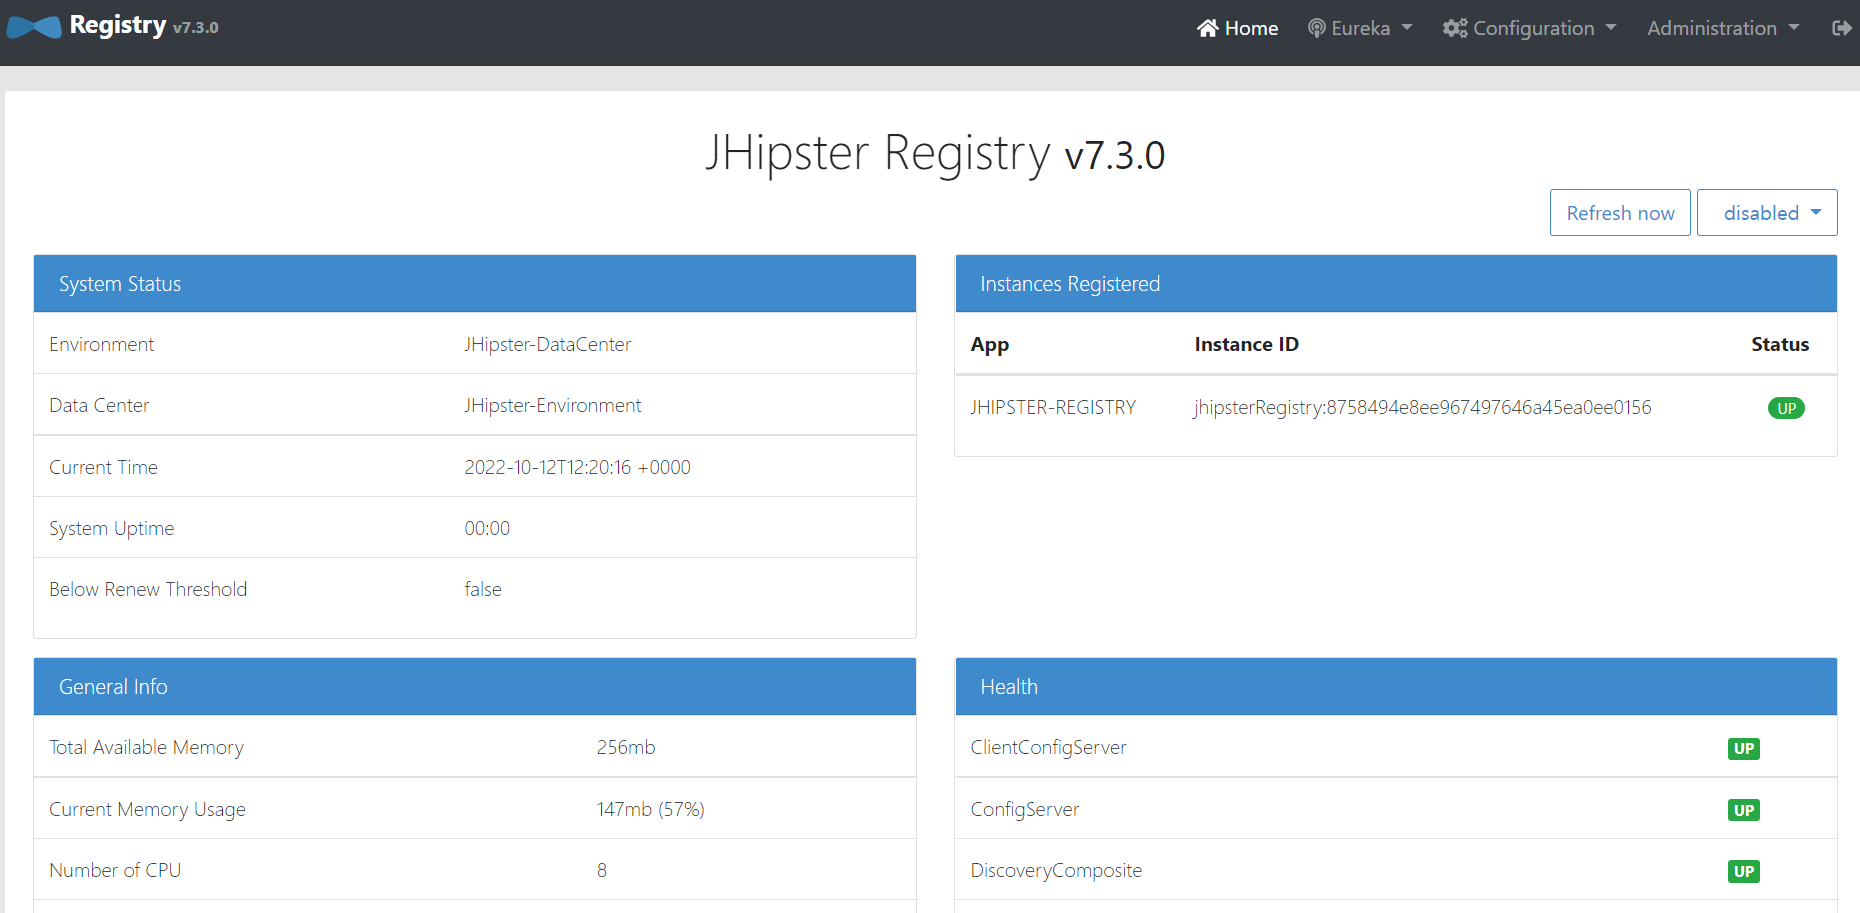 Registry v7.3.0
Home Eureka Configuration Administration
JHipster Registry v7.3.0
Refresh now disabled
System Status
Environment JHipster-DataCenter
Data Center JHipster-Environment
Current Time 2022-10-12T12:20:16 +0000
System Uptime 00:00
Below Renew Threshold false
Instances Registered
App Instance ID Status
JHIPSTER-REGISTRY jhipsterRegistry:8758494e8ee967497646a45ea0ee0156 UP
General Info
Total Available Memory 256mb
Current Memory Usage 147mb (57%)
Number of CPU 8
Health
ClientConfigServer UP
ConfigServer UP
DiscoveryComposite UP